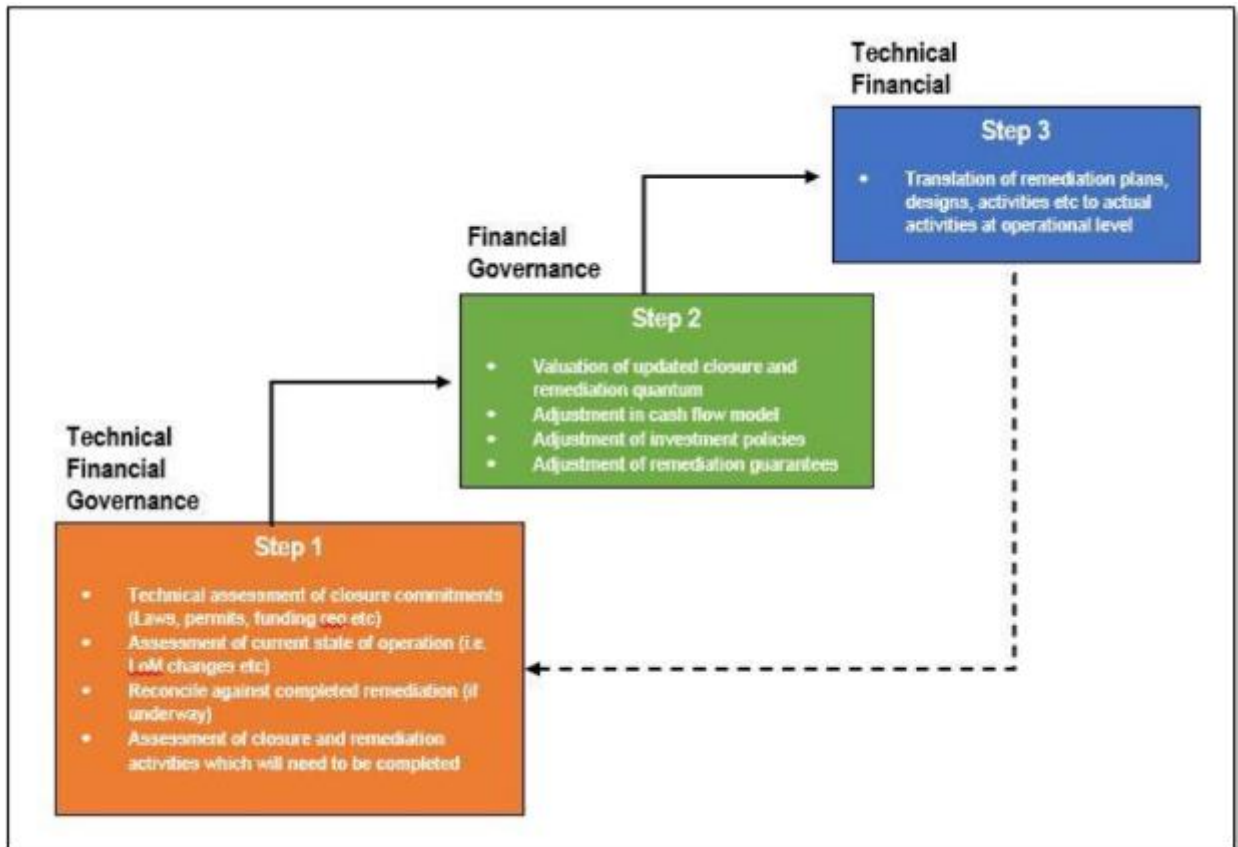 Technical
Financial
Step 3
• Translation of remediation plans,
designs, activities etc to actual
activities at operational level
Financial
Governance
Step 2
• Valuation of updated closure and
remediation quantum
• Adjustment in cash flow model
• Adjustment of investment policies
• Adjustment of remediation guarantees
Technical
Financial
Governance
Step 1
• Technical assessment of closure commitments
(Laws, permits, funding req etc)
• Assessment of current state of operation (i.e.
LoM changes etc)
• Reconcile against completed remediation (if
underway)
• Assessment of closure and remediation
activities which will need to be completed